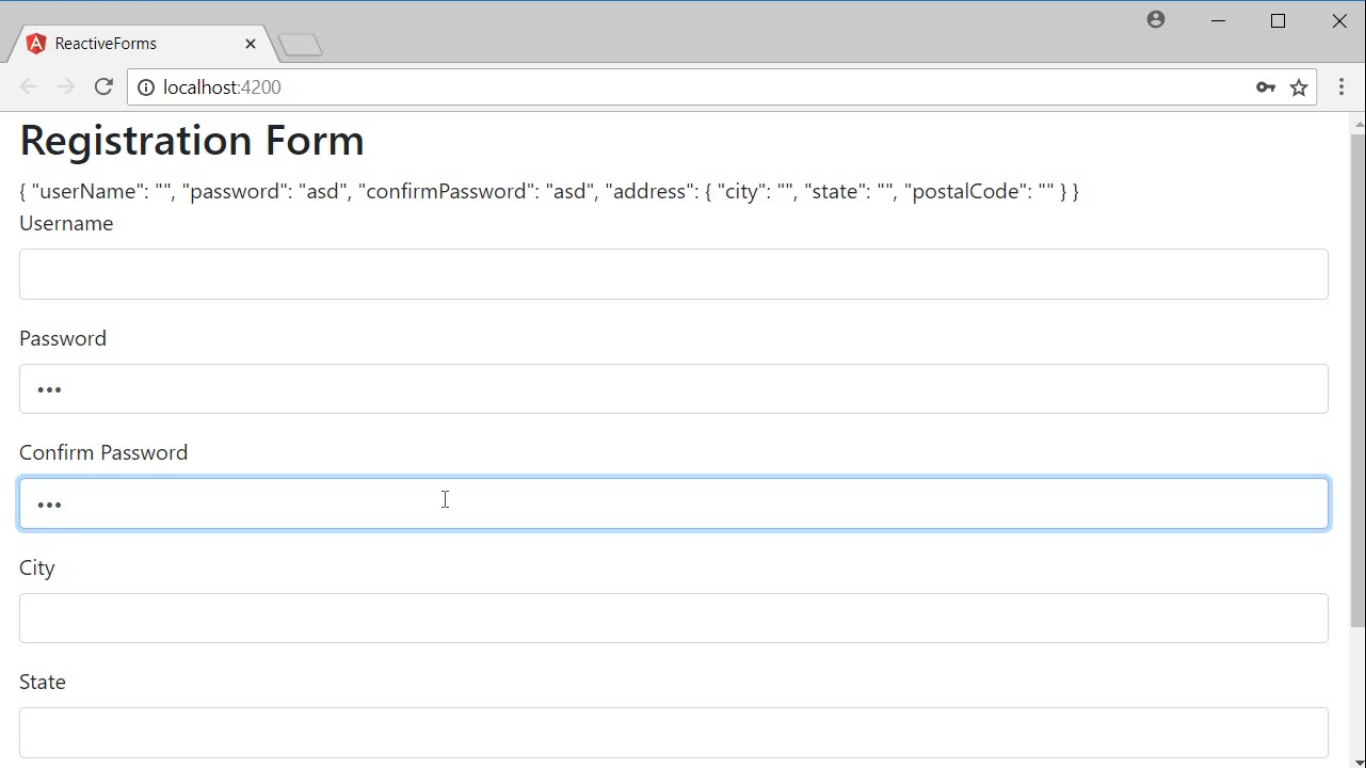 ReactiveForms
localhost:4200
Registration Form
{ "userName": "", "password": "asd", "confirmPassword": "asd", "address": { "city": "", "state": "", "postalCode": "" } }
Username
Password
•••
Confirm Password
•••
City
State